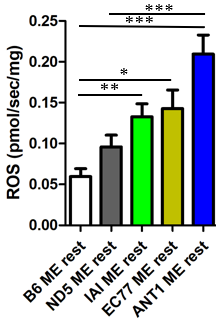 ***
***
*
**
ROS (pmol/sec/mg)
0.25
0.20
0.15
0.10
0.05
0.00
B6 ME rest
ND5 ME rest
IAI ME rest
EC77 ME rest
ANT1 ME rest